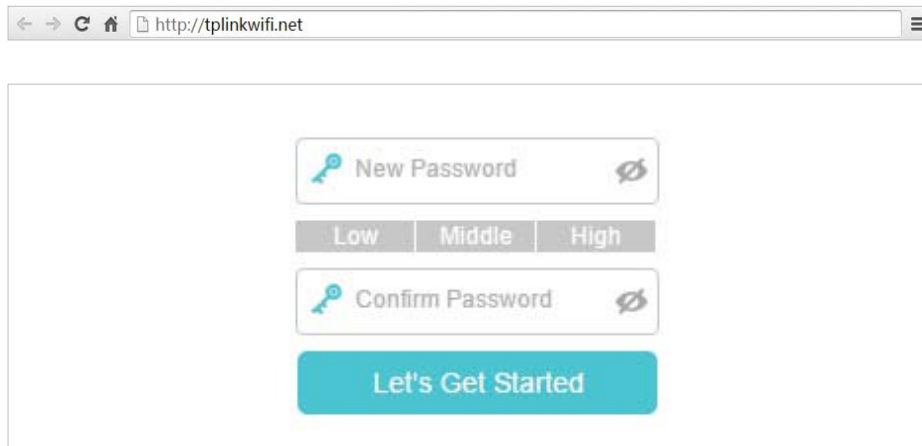 http://tplinkwifi.net
New Password
Low Middle High
Confirm Password
Let's Get Started